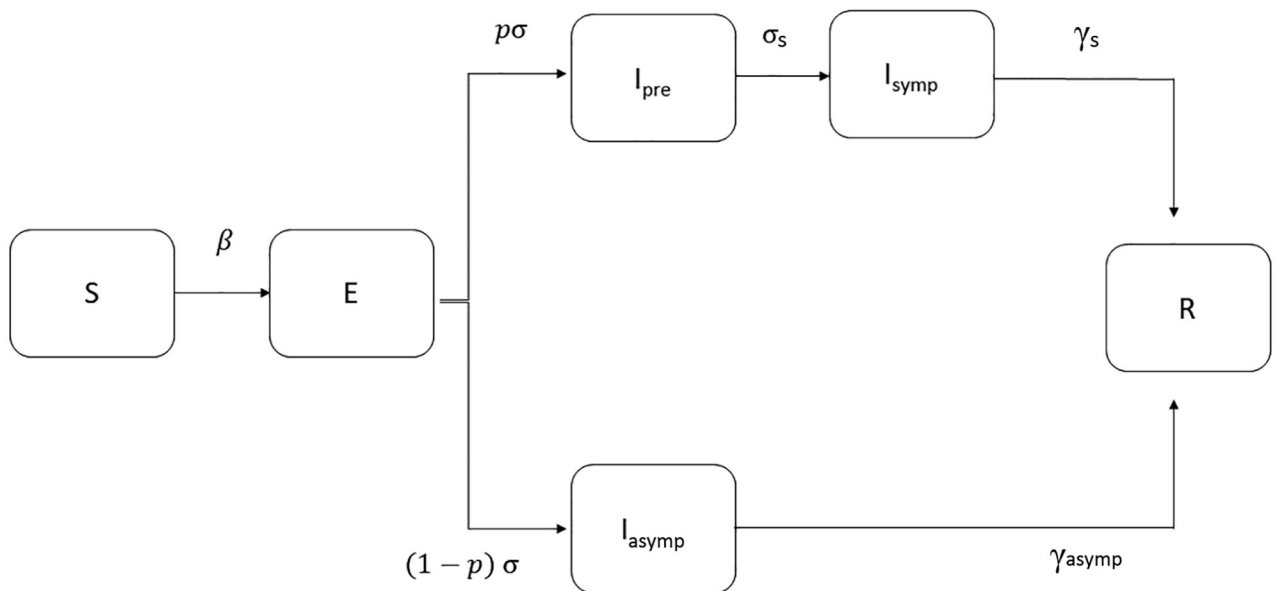 pσ
σs
γs
Ipre
Isymp
β
S
E
R
Iasymp
(1 − p) σ
γasymp